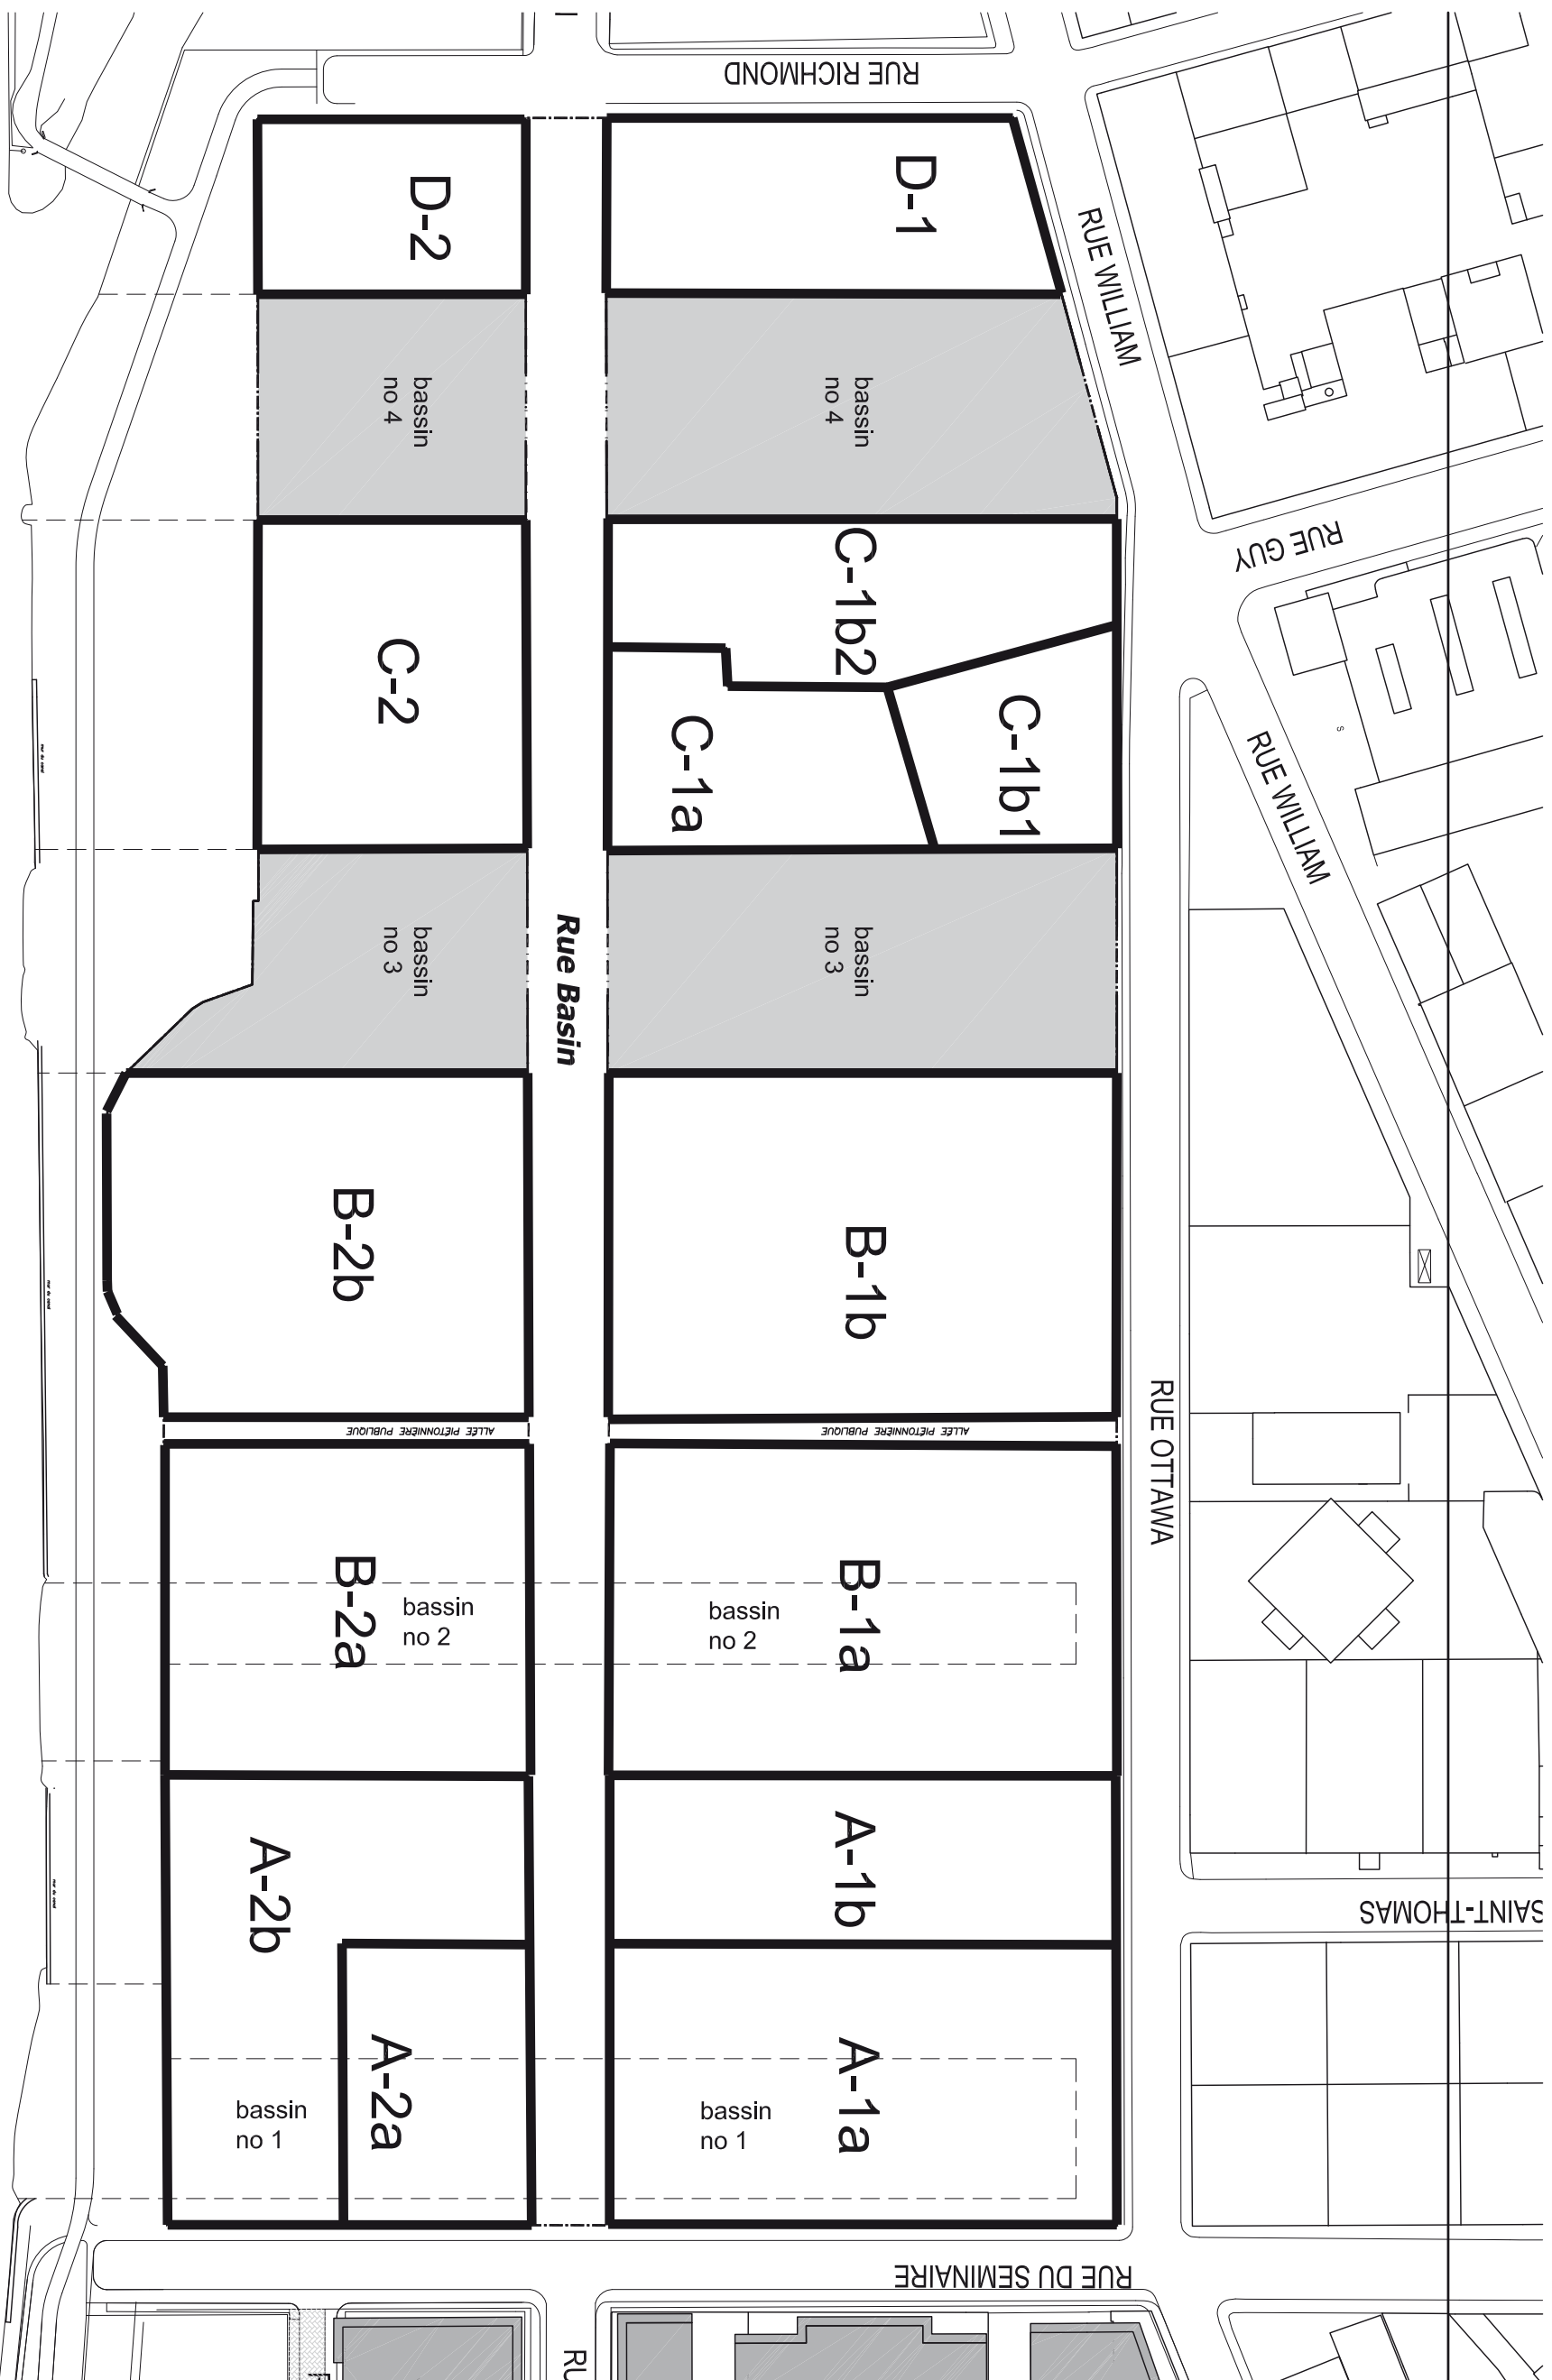 RUE RICHMOND
D-2
D-1
RUE WILLIAM
bassin
no 4
bassin
no 4
RUE GUY
C-1b2
C-2
C-1a
C-1b1
RUE WILLIAM
S
bassin
no 3
Rue Basin
bassin
no 3
B-2b
B-1b
RUE OTTAWA
ALLÉE PIÉTONNIÈRE PUBLIQUE
ALLÉE PIÉTONNIÈRE PUBLIQUE
B-2a
bassin
no 2
bassin
no 2
B-1a
A-2b
A-1b
SAINT-THOMAS
A-2a
A-1a
bassin
no 1
bassin
no 1
RUE DU SEMINAIRE
RU